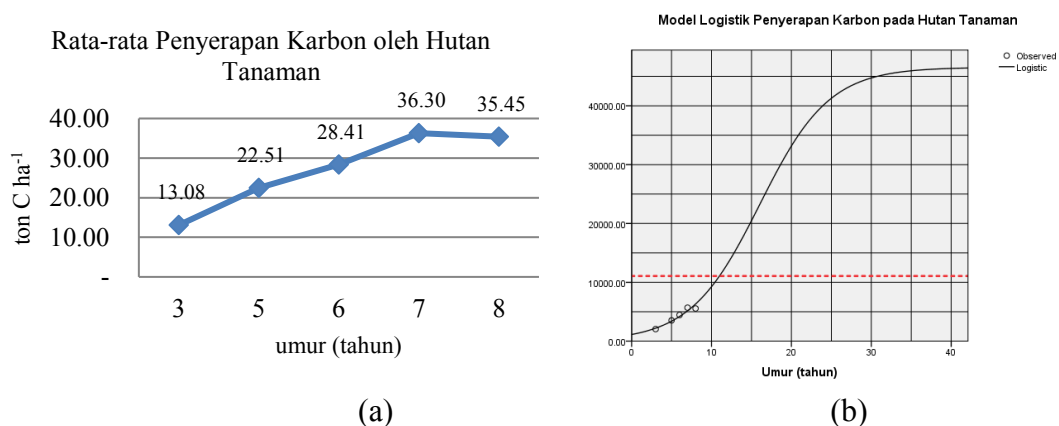 Rata-rata Penyerapan Karbon oleh Hutan
Tanaman
ton C ha⁻¹
40.00
30.00
20.00
10.00
-
13.08
22.51
28.41
36.30
35.45
3 5 6 7 8
umur (tahun)
(a)
Model Logistik Penyerapan Karbon pada Hutan Tanaman
Observed
Logistic
40000.00
30000.00
20000.00
10000.00
0.00
0 10 20 30 40
Umur (tahun)
(b)